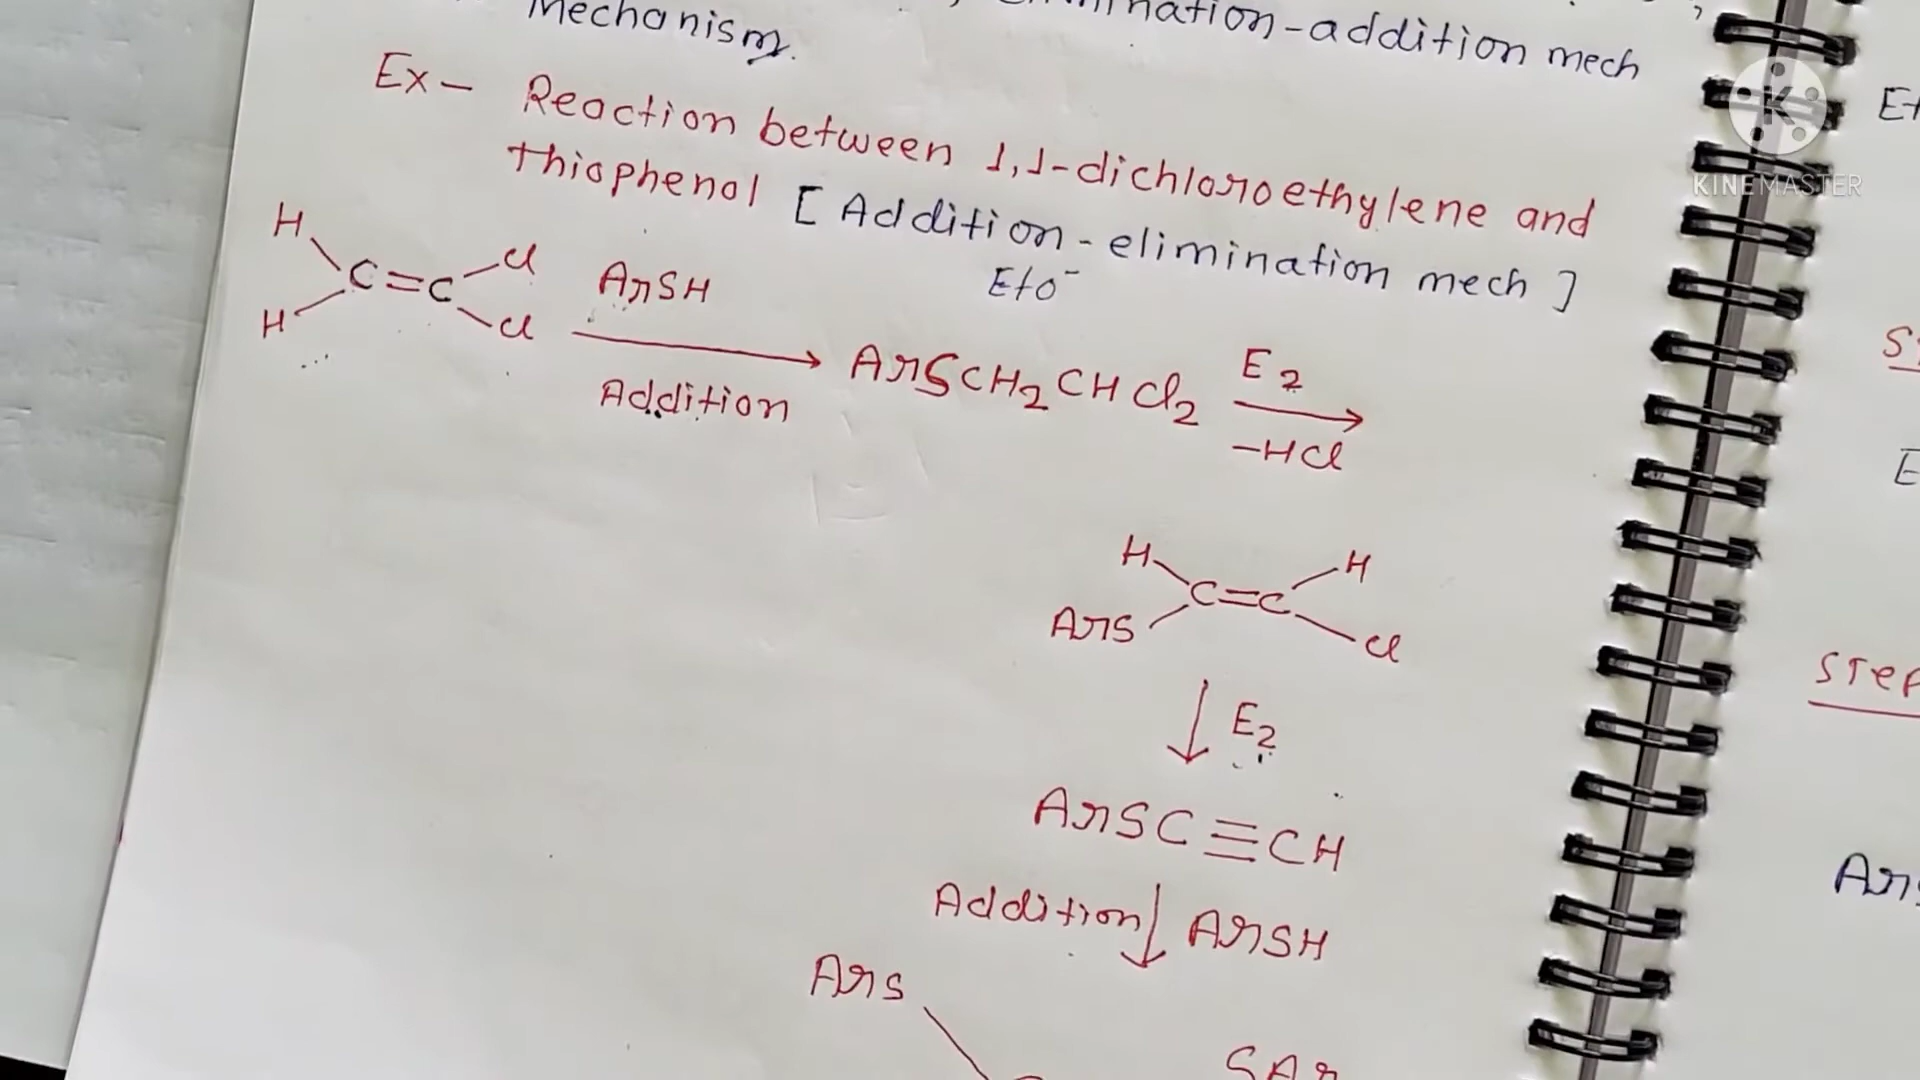 Mechanism.
-addition mech
Ex - Reaction between 1,1-dichloroethylene and
thiophenol [Addition-elimination mech]
EtO⁻
H
H
C=C
Cl
Cl
ArSH
Addition
ArSCH₂CHCl₂
E₂
-HCl
H
ArS
C=C
H
Cl
E₂
ArSC≡CH
Addition
ArSH
ArS
SAr
KINEMASTER
K